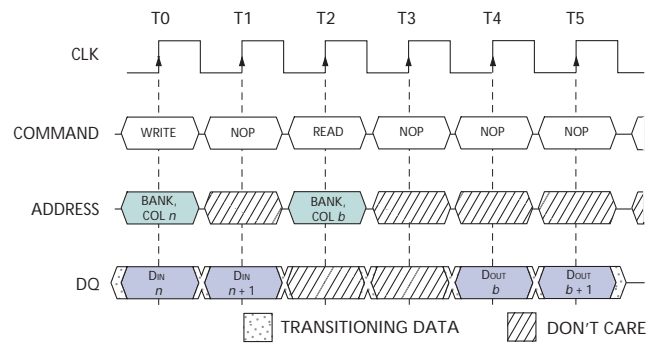 T0 T1 T2 T3 T4 T5
CLK
COMMAND WRITE NOP READ NOP NOP NOP
BANK, BANK,
ADDRESS COL n COL b
DIN DIN DOUT DOUT
DQ n n + 1 b b + 1
TRANSITIONING DATA DON'T CARE